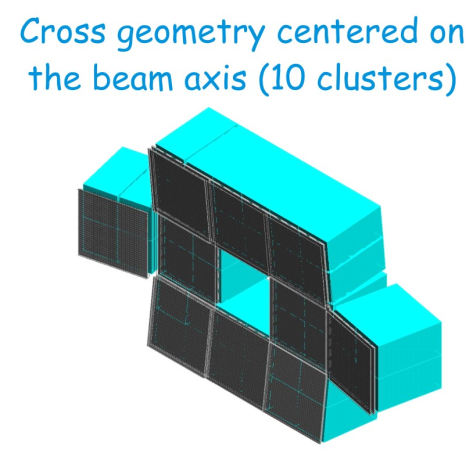 Cross geometry centered on
the beam axis (10 clusters)